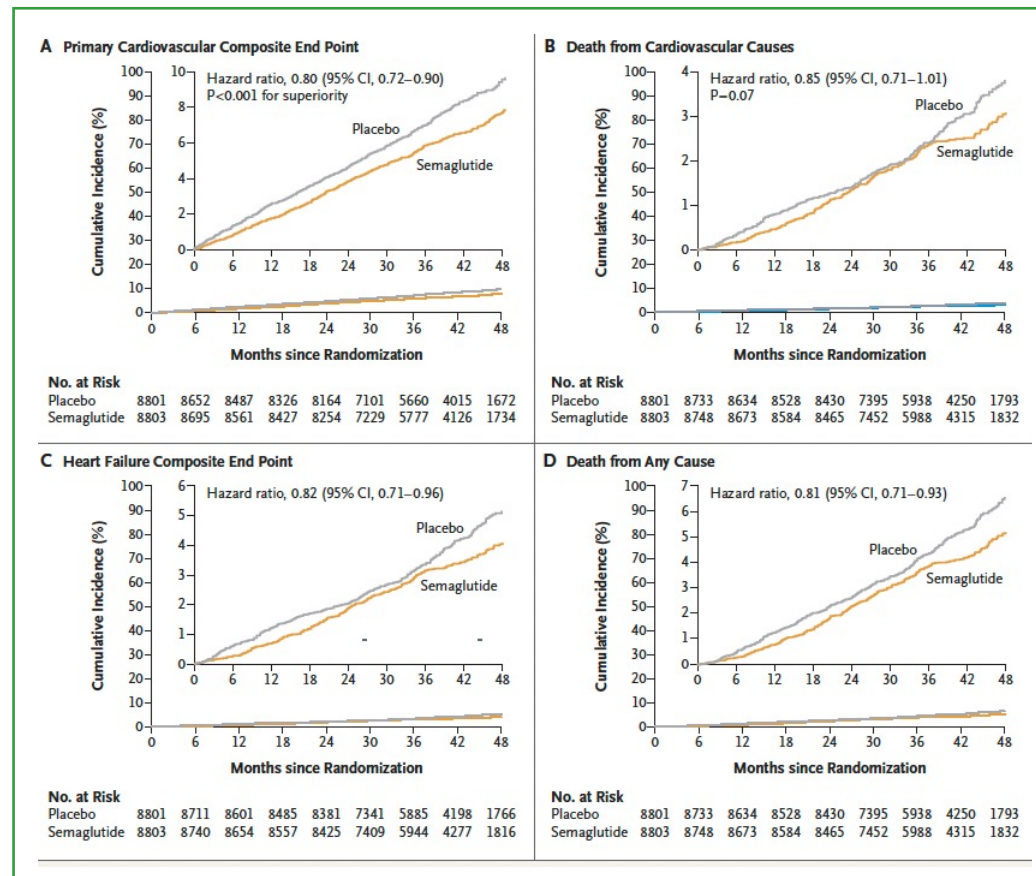 A Primary Cardiovascular Composite End Point
Cumulative Incidence (%)
100
90
80
70
60
50
40
30
20
10
0
10
8
6
4
2
0
Hazard ratio, 0.80 (95% CI, 0.72–0.90)
P<0.001 for superiority
Placebo
Semaglutide
0 6 12 18 24 30 36 42 48
0 6 12 18 24 30 36 42 48
Months since Randomization
No. at Risk
Placebo 8801 8652 8487 8326 8164 7101 5660 4015 1672
Semaglutide 8803 8695 8561 8427 8254 7229 5777 4126 1734
B Death from Cardiovascular Causes
Cumulative Incidence (%)
100
90
80
70
60
50
40
30
20
10
0
4
3
2
1
0
Hazard ratio, 0.85 (95% CI, 0.71–1.01)
P=0.07
Placebo
Semaglutide
0 6 12 18 24 30 36 42 48
0 6 12 18 24 30 36 42 48
Months since Randomization
No. at Risk
Placebo 8801 8733 8634 8528 8430 7395 5938 4250 1793
Semaglutide 8803 8748 8673 8584 8465 7452 5988 4315 1832
C Heart Failure Composite End Point
Cumulative Incidence (%)
100
90
80
70
60
50
40
30
20
10
0
6
5
4
3
2
1
0
Hazard ratio, 0.82 (95% CI, 0.71–0.96)
Placebo
Semaglutide
0 6 12 18 24 30 36 42 48
0 6 12 18 24 30 36 42 48
Months since Randomization
No. at Risk
Placebo 8801 8711 8601 8485 8381 7341 5885 4198 1766
Semaglutide 8803 8740 8654 8557 8425 7409 5944 4277 1816
D Death from Any Cause
Cumulative Incidence (%)
100
90
80
70
60
50
40
30
20
10
0
7
6
5
4
3
2
1
0
Hazard ratio, 0.81 (95% CI, 0.71–0.93)
Placebo
Semaglutide
0 6 12 18 24 30 36 42 48
0 6 12 18 24 30 36 42 48
Months since Randomization
No. at Risk
Placebo 8801 8733 8634 8528 8430 7395 5938 4250 1793
Semaglutide 8803 8748 8673 8584 8465 7452 5988 4315 1832